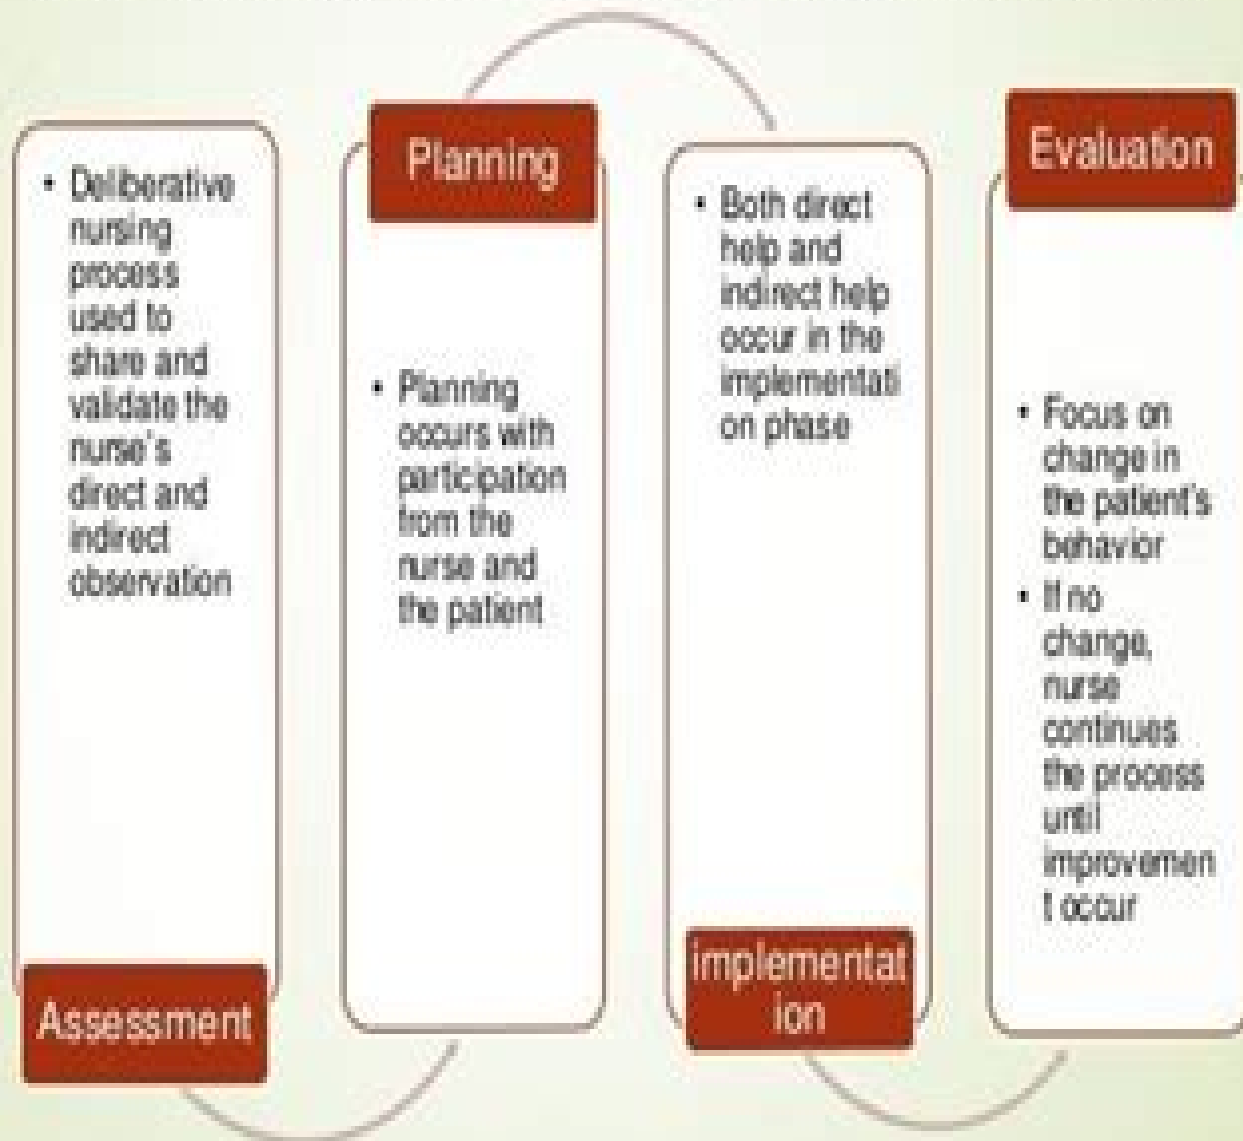 • Deliberative
nursing
process
used to
share and
validate the
nurse's
direct and
indirect
observation
Assessment
Planning
• Planning
occurs with
participation
from the
nurse and
the patient
• Both direct
help and
indirect help
occur in the
implementati
on phase
implementat
ion
Evaluation
• Focus on
change in
the patient's
behavior
• If no
change,
nurse
continues
the process
until
improvemen
t occur